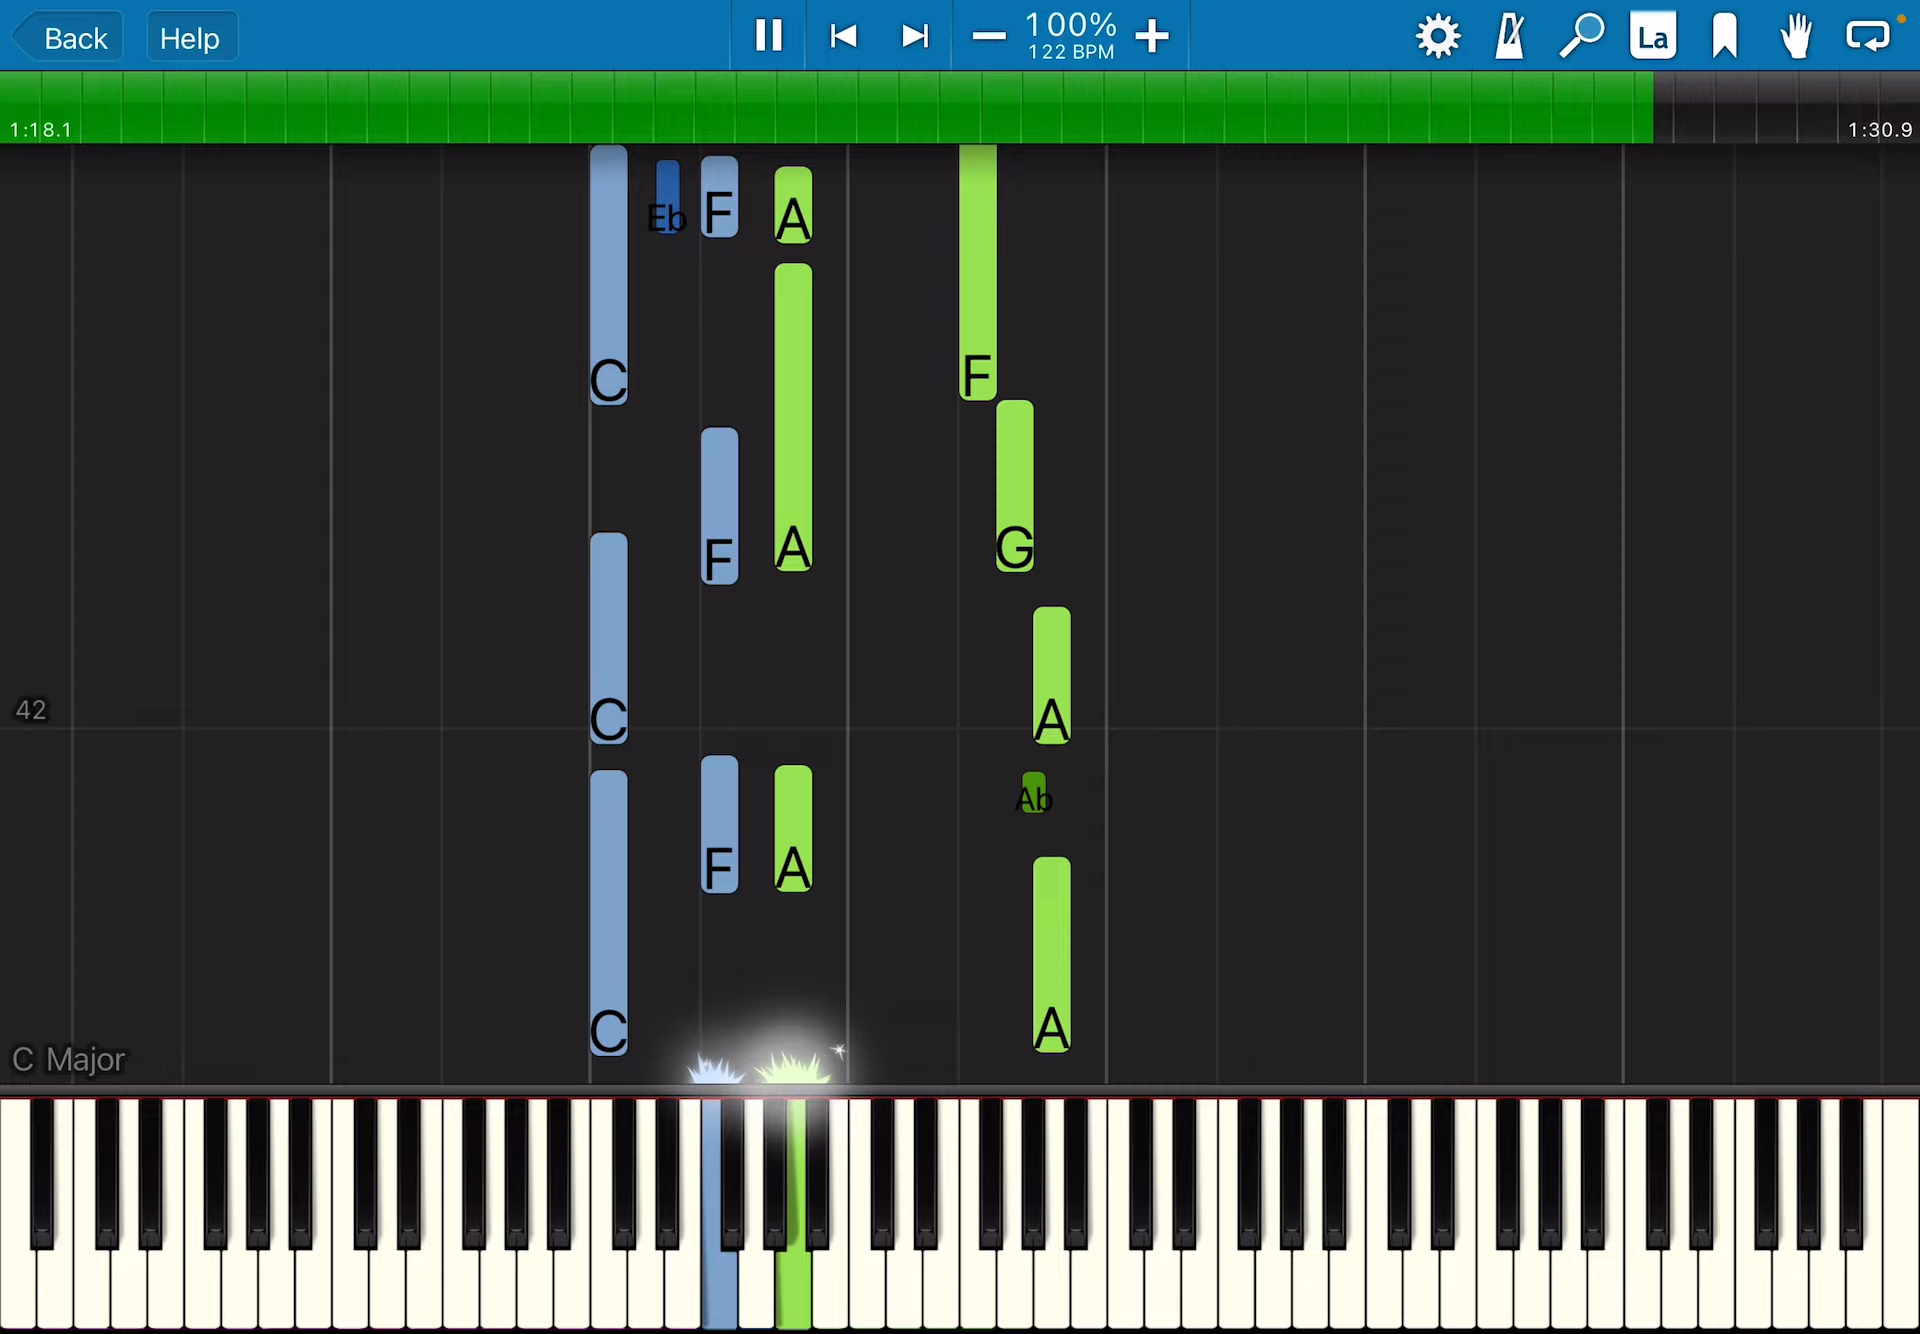 Back Help 100% La
122 BPM
1:18.1 1:30.9
Eb F A
C F
F A G
42 C A
Ab
F A
C A
C Major